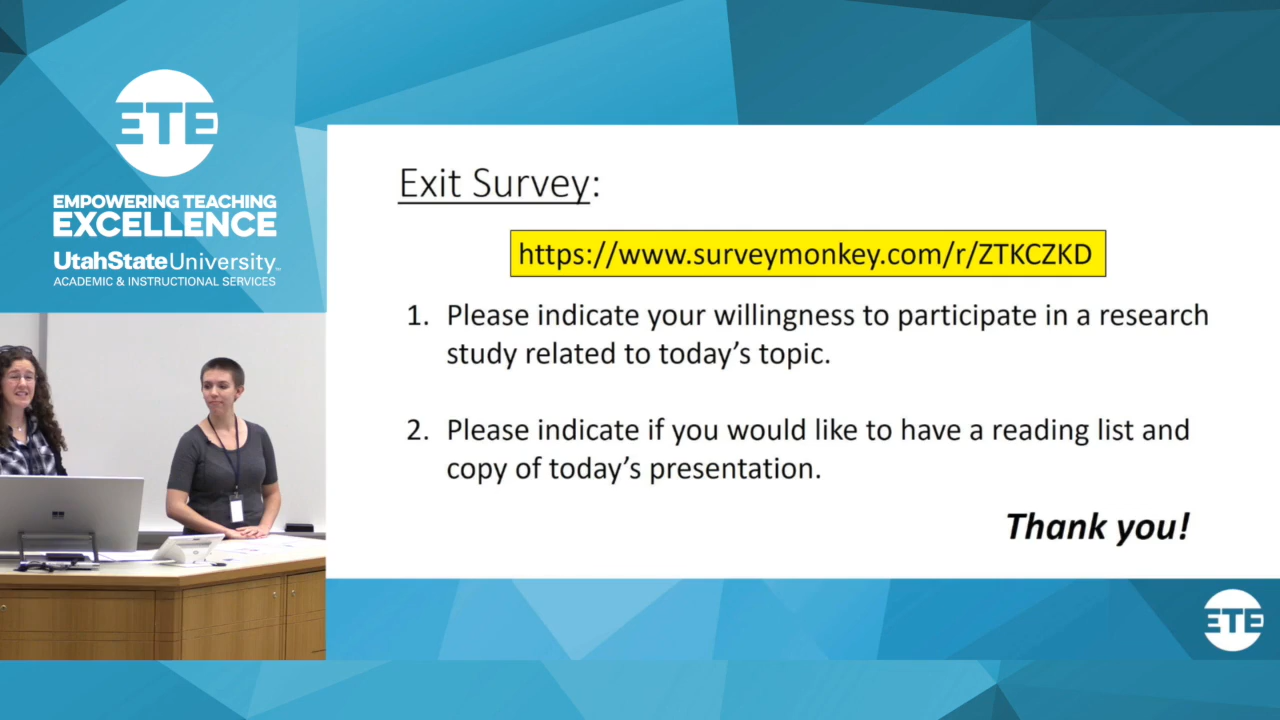 ETE
EMPOWERING TEACHING
EXCELLENCE
UtahStateUniversity
ACADEMIC & INSTRUCTIONAL SERVICES
Exit Survey:
https://www.surveymonkey.com/r/ZTKCZKD
1. Please indicate your willingness to participate in a research
study related to today’s topic.
2. Please indicate if you would like to have a reading list and
copy of today’s presentation.
Thank you!
ETE